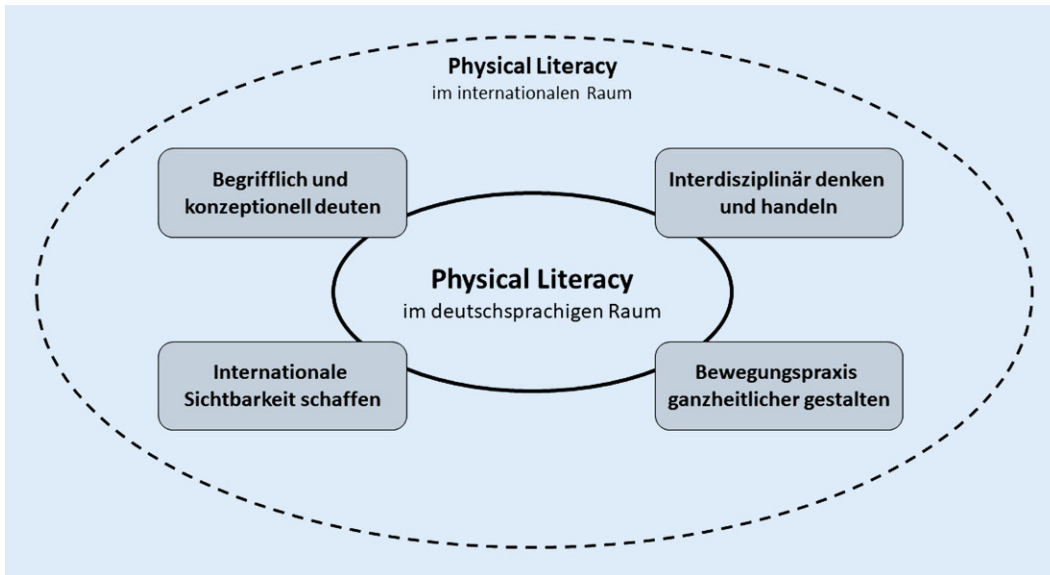 Physical Literacy
im internationalen Raum
Begrifflich und
konzeptionell deuten
Interdisziplinär denken
und handeln
Physical Literacy
im deutschsprachigen Raum
Internationale
Sichtbarkeit schaffen
Bewegungspraxis
ganzheitlicher gestalten